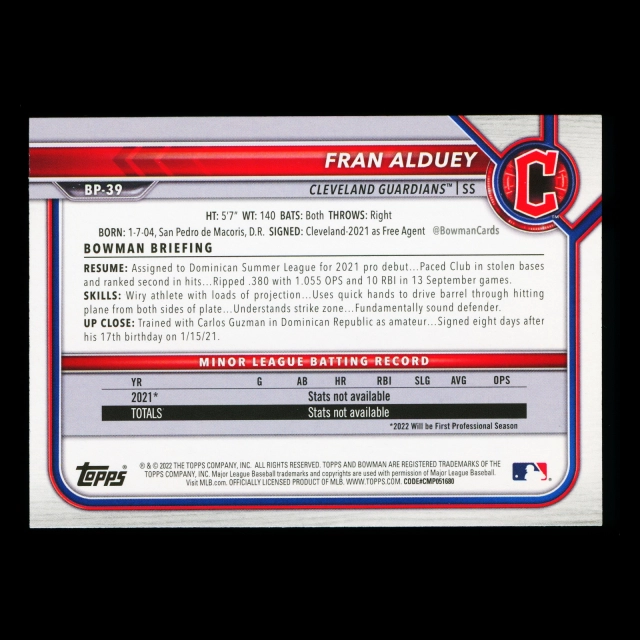 FRAN ALDUEY
BP-39
CLEVELAND GUARDIANS™ | SS
C
HT: 5'7" WT: 140 BATS: Both THROWS: Right
BORN: 1-7-04, San Pedro de Macoris, D.R. SIGNED: Cleveland-2021 as Free Agent @BowmanCards
BOWMAN BRIEFING
RESUME: Assigned to Dominican Summer League for 2021 pro debut...Paced Club in stolen bases
and ranked second in hits...Ripped .380 with 1.055 OPS and 10 RBI in 13 September games.
SKILLS: Wiry athlete with loads of projection...Uses quick hands to drive barrel through hitting
plane from both sides of plate...Understands strike zone...Fundamentally sound defender.
UP CLOSE: Trained with Carlos Guzman in Dominican Republic as amateur...Signed eight days after
his 17th birthday on 1/15/21.
MINOR LEAGUE BATTING RECORD
YR G AB HR RBI SLG AVG OPS
2021* Stats not available
TOTALS Stats not available
*2022 Will be First Professional Season
Topps®
® & © 2022 THE TOPPS COMPANY, INC. ALL RIGHTS RESERVED. TOPPS AND BOWMAN ARE REGISTERED TRADEMARKS OF THE
TOPPS COMPANY, INC. Major League Baseball trademarks and copyrights are used with permission of Major League Baseball.
Visit MLB.com. OFFICIALLY LICENSED PRODUCT OF MLB. WWW.TOPPS.COM. CODE#CMP051680